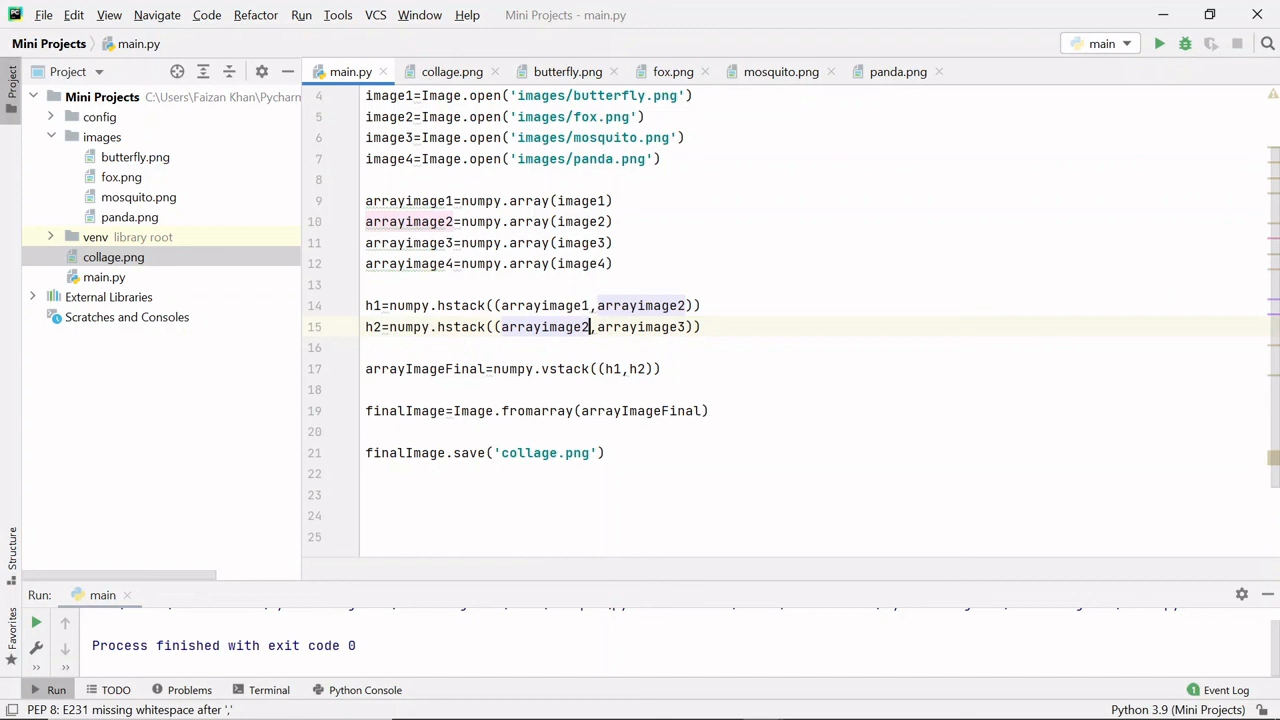 File Edit View Navigate Code Refactor Run Tools VCS Window Help Mini Projects - main.py
Mini Projects main.py main
Project main.py collage.png butterfly.png fox.png mosquito.png panda.png
Mini Projects C:\Users\Faizan Khan\Pycharm
config
images
butterfly.png
fox.png
mosquito.png
panda.png
venv library root
collage.png
main.py
External Libraries
Scratches and Consoles
Project
Structure
Favorites
4 image1=Image.open('images/butterfly.png')
5 image2=Image.open('images/fox.png')
6 image3=Image.open('images/mosquito.png')
7 image4=Image.open('images/panda.png')
8
9 arrayimage1=numpy.array(image1)
10 arrayimage2=numpy.array(image2)
11 arrayimage3=numpy.array(image3)
12 arrayimage4=numpy.array(image4)
13
14 h1=numpy.hstack((arrayimage1,arrayimage2))
15 h2=numpy.hstack((arrayimage2,arrayimage3))
16
17 arrayImageFinal=numpy.vstack((h1,h2))
18
19 finalImage=Image.fromarray(arrayImageFinal)
20
21 finalImage.save('collage.png')
22
23
24
25
Run: main
Process finished with exit code 0
Run TODO Problems Terminal Python Console 1 Event Log
PEP 8: E231 missing whitespace after ',' Python 3.9 (Mini Projects)